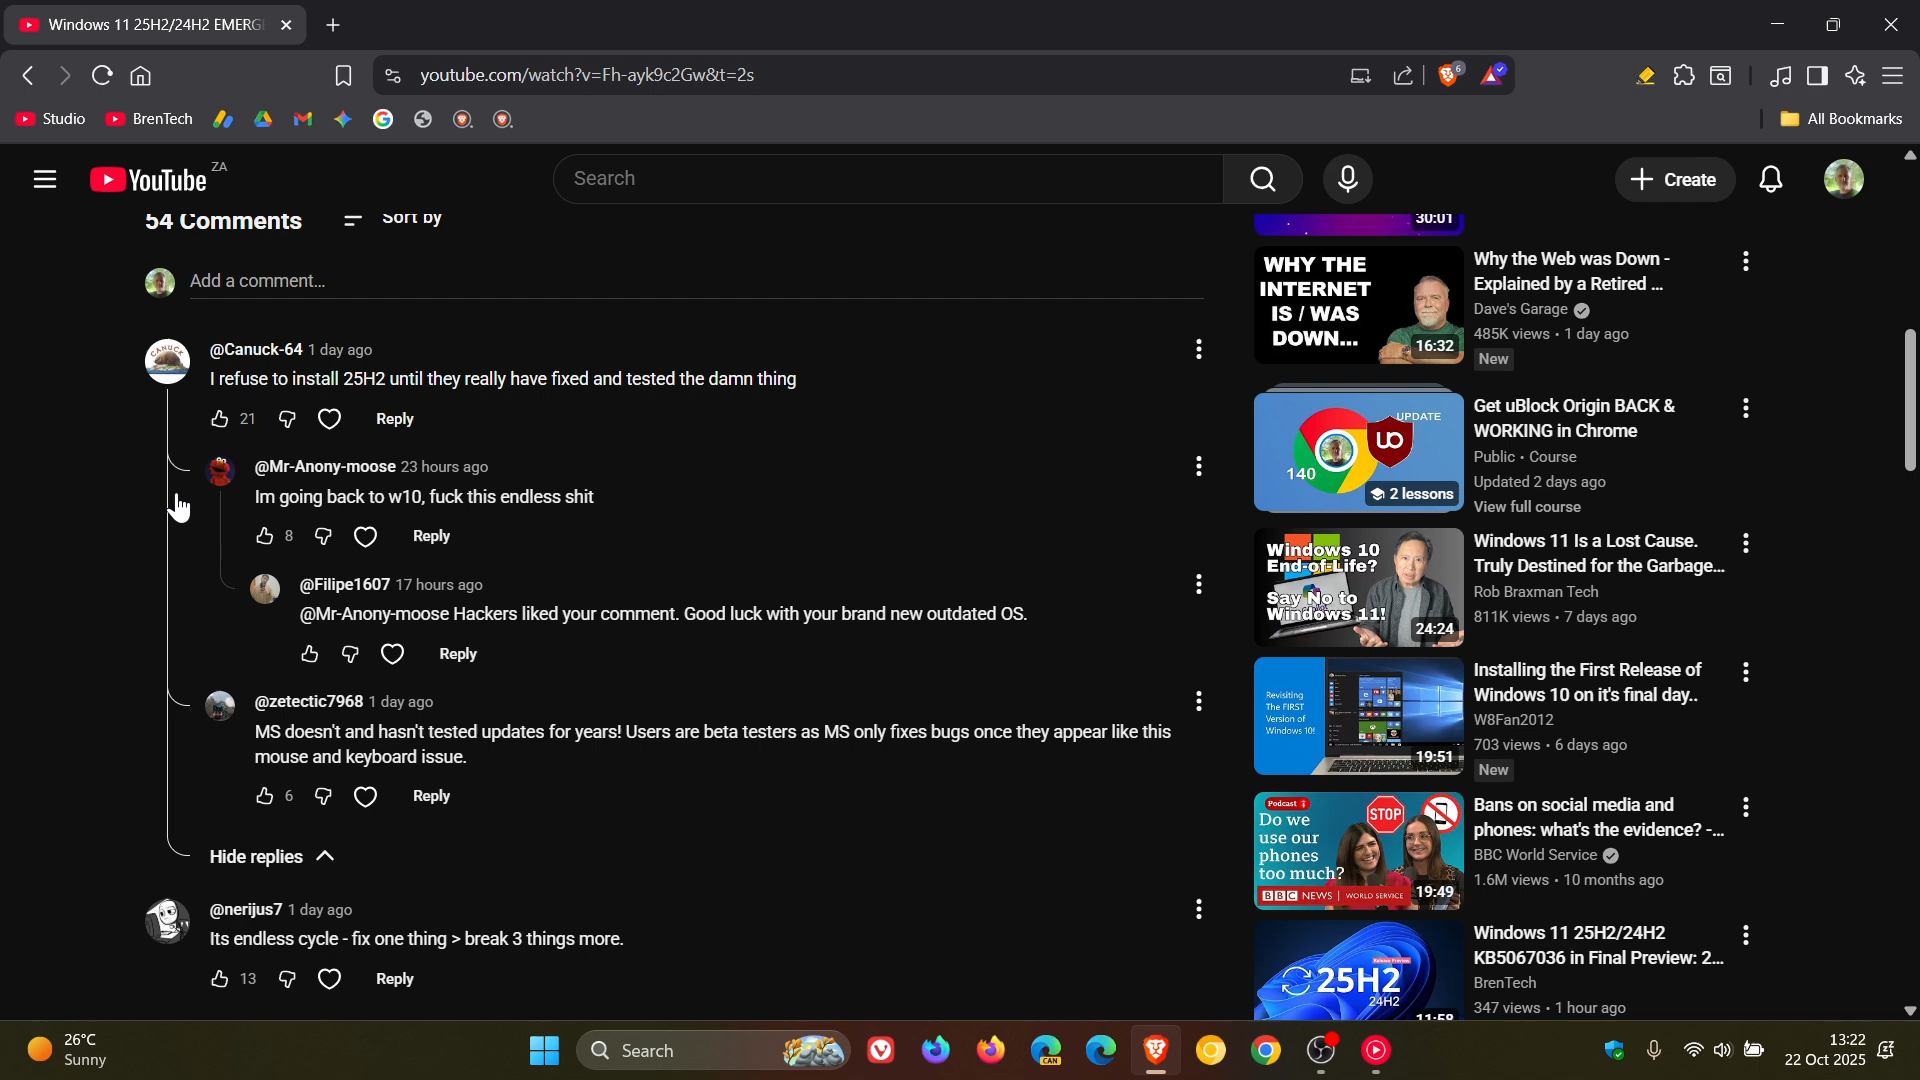 Windows 11 25H2/24H2 EMERG
youtube.com/watch?v=Fh-ayk9c2Gw&t=2s
6
Studio
BrenTech
All Bookmarks
YouTube ZA
Search
Create
54 Comments
Sort by
Add a comment...
CANUCK
@Canuck-64 1 day ago
I refuse to install 25H2 until they really have fixed and tested the damn thing
21
Reply
@Mr-Anony-moose 23 hours ago
Im going back to w10, fuck this endless shit
8
Reply
@Filipe1607 17 hours ago
@Mr-Anony-moose Hackers liked your comment. Good luck with your brand new outdated OS.
Reply
@zetectic7968 1 day ago
MS doesn't and hasn't tested updates for years! Users are beta testers as MS only fixes bugs once they appear like this
mouse and keyboard issue.
6
Reply
Hide replies
@nerijus7 1 day ago
Its endless cycle - fix one thing > break 3 things more.
13
Reply
30:01
WHY THE
INTERNET
IS / WAS
DOWN...
16:32
Why the Web was Down -
Explained by a Retired ...
Dave's Garage
485K views • 1 day ago
New
UPDATE
UO
140
2 lessons
Get uBlock Origin BACK &
WORKING in Chrome
Public • Course
Updated 2 days ago
View full course
Windows 10
End-of-Life?
Say No to
Windows 11!
24:24
Windows 11 Is a Lost Cause.
Truly Destined for the Garbage...
Rob Braxman Tech
811K views • 7 days ago
Revisiting
The FIRST
Version of
Windows 10!
19:51
Installing the First Release of
Windows 10 on it's final day..
W8Fan2012
703 views • 6 days ago
New
Podcast
Do we
use our
phones
too much?
STOP
BBC NEWS | WORLD SERVICE
19:49
Bans on social media and
phones: what's the evidence? -...
BBC World Service
1.6M views • 10 months ago
Release Preview
25H2
24H2
11:58
Windows 11 25H2/24H2
KB5067036 in Final Preview: 2...
BrenTech
347 views • 1 hour ago
26°C
Sunny
Search
CAN
13:22
22 Oct 2025